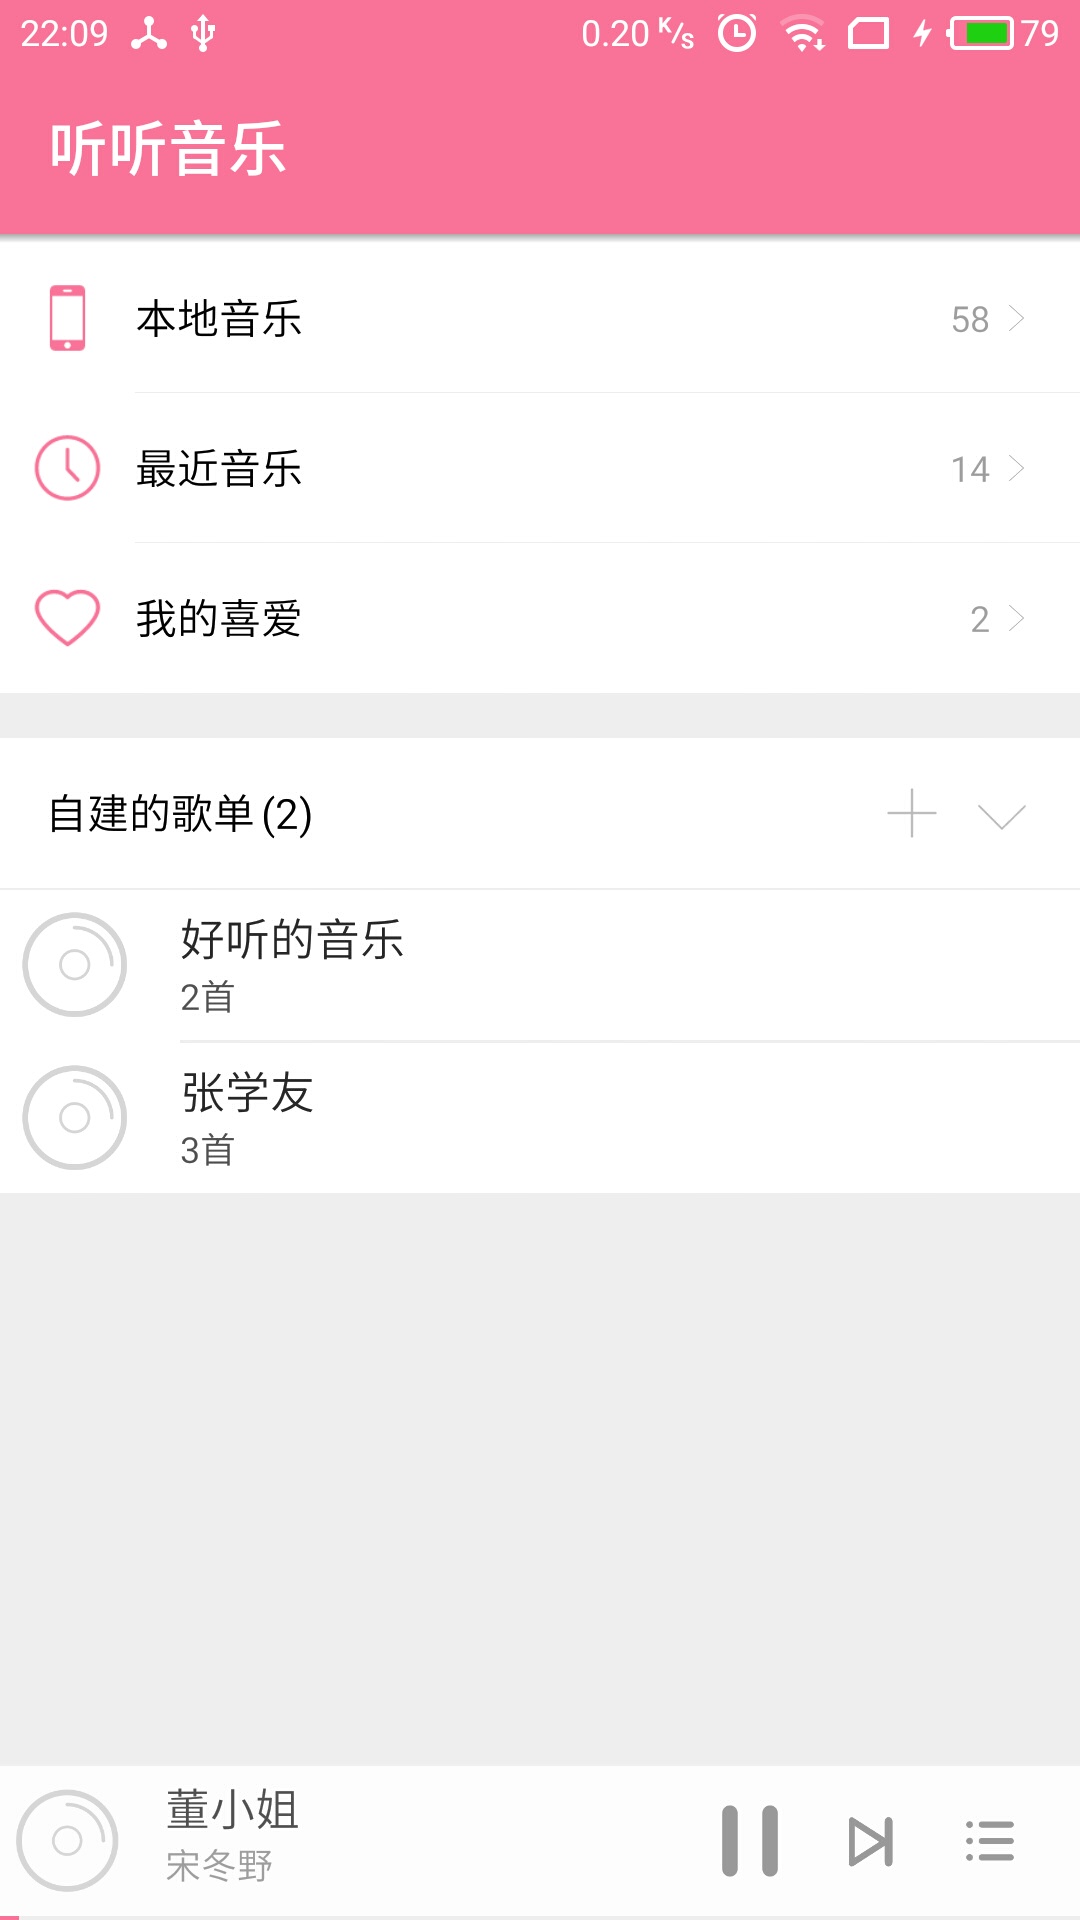 22:09 0.20 K/s 79
听听音乐
本地音乐 58
最近音乐 14
我的喜爱 2
自建的歌单(2)
好听的音乐
2首
张学友
3首
董小姐
宋冬野